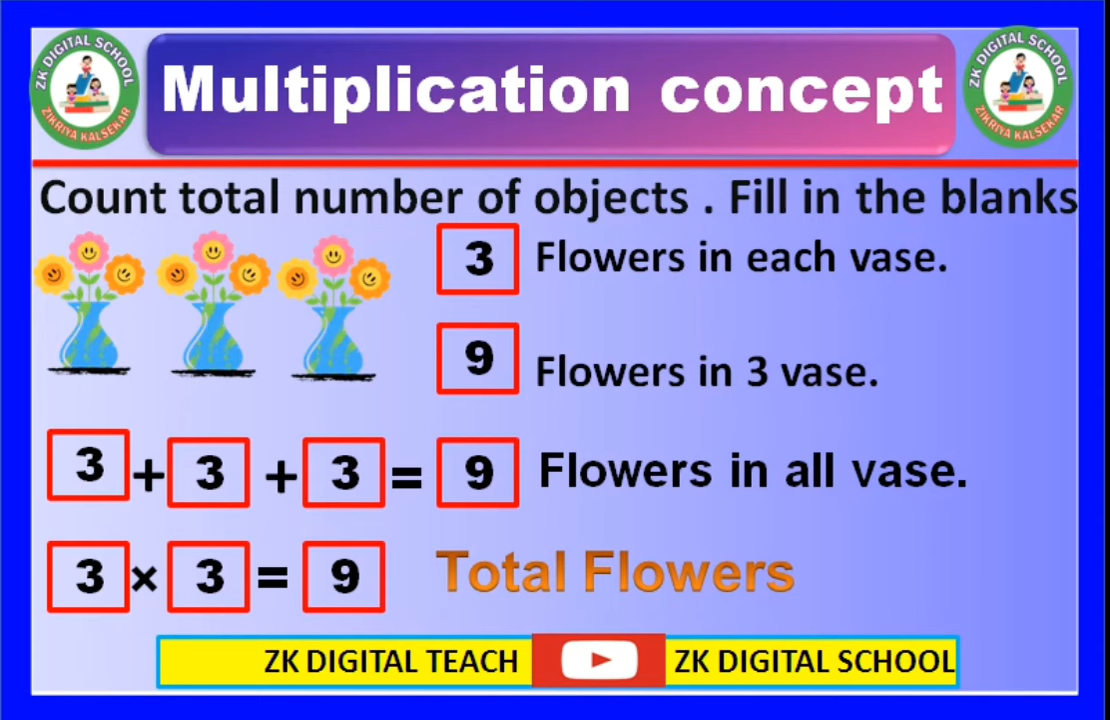 ZK DIGITAL SCHOOL
ZIKRIYA KALSEKAR
Multiplication concept
ZK DIGITAL SCHOOL
ZIKRIYA KALSEKAR
Count total number of objects . Fill in the blanks
3 Flowers in each vase.
9 Flowers in 3 vase.
3 + 3 + 3 = 9 Flowers in all vase.
3 × 3 = 9 Total Flowers
ZK DIGITAL TEACH ZK DIGITAL SCHOOL